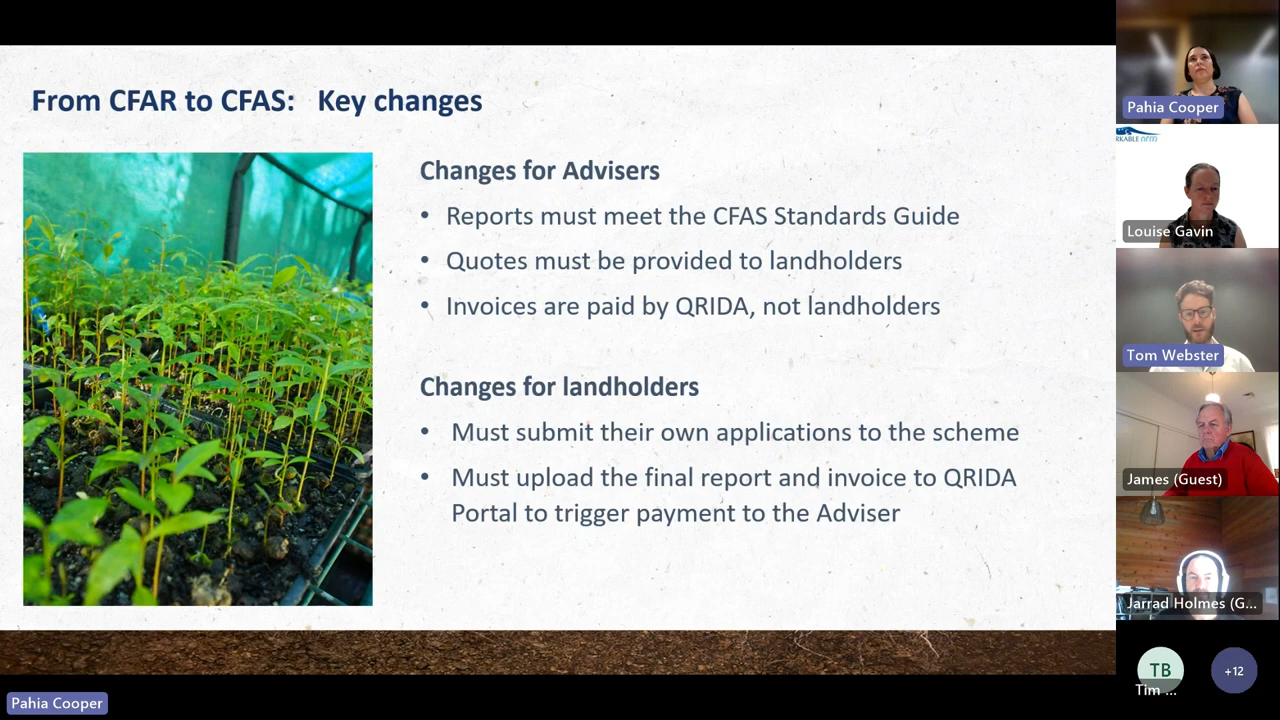 From CFAR to CFAS: Key changes
Changes for Advisers
• Reports must meet the CFAS Standards Guide
• Quotes must be provided to landholders
• Invoices are paid by QRIDA, not landholders
Changes for landholders
• Must submit their own applications to the scheme
• Must upload the final report and invoice to QRIDA
Portal to trigger payment to the Adviser
Pahia Cooper
RKABLE nrm
Louise Gavin
Tom Webster
James (Guest)
Jarrad Holmes (G...
TB
Tim ...
+12
Pahia Cooper